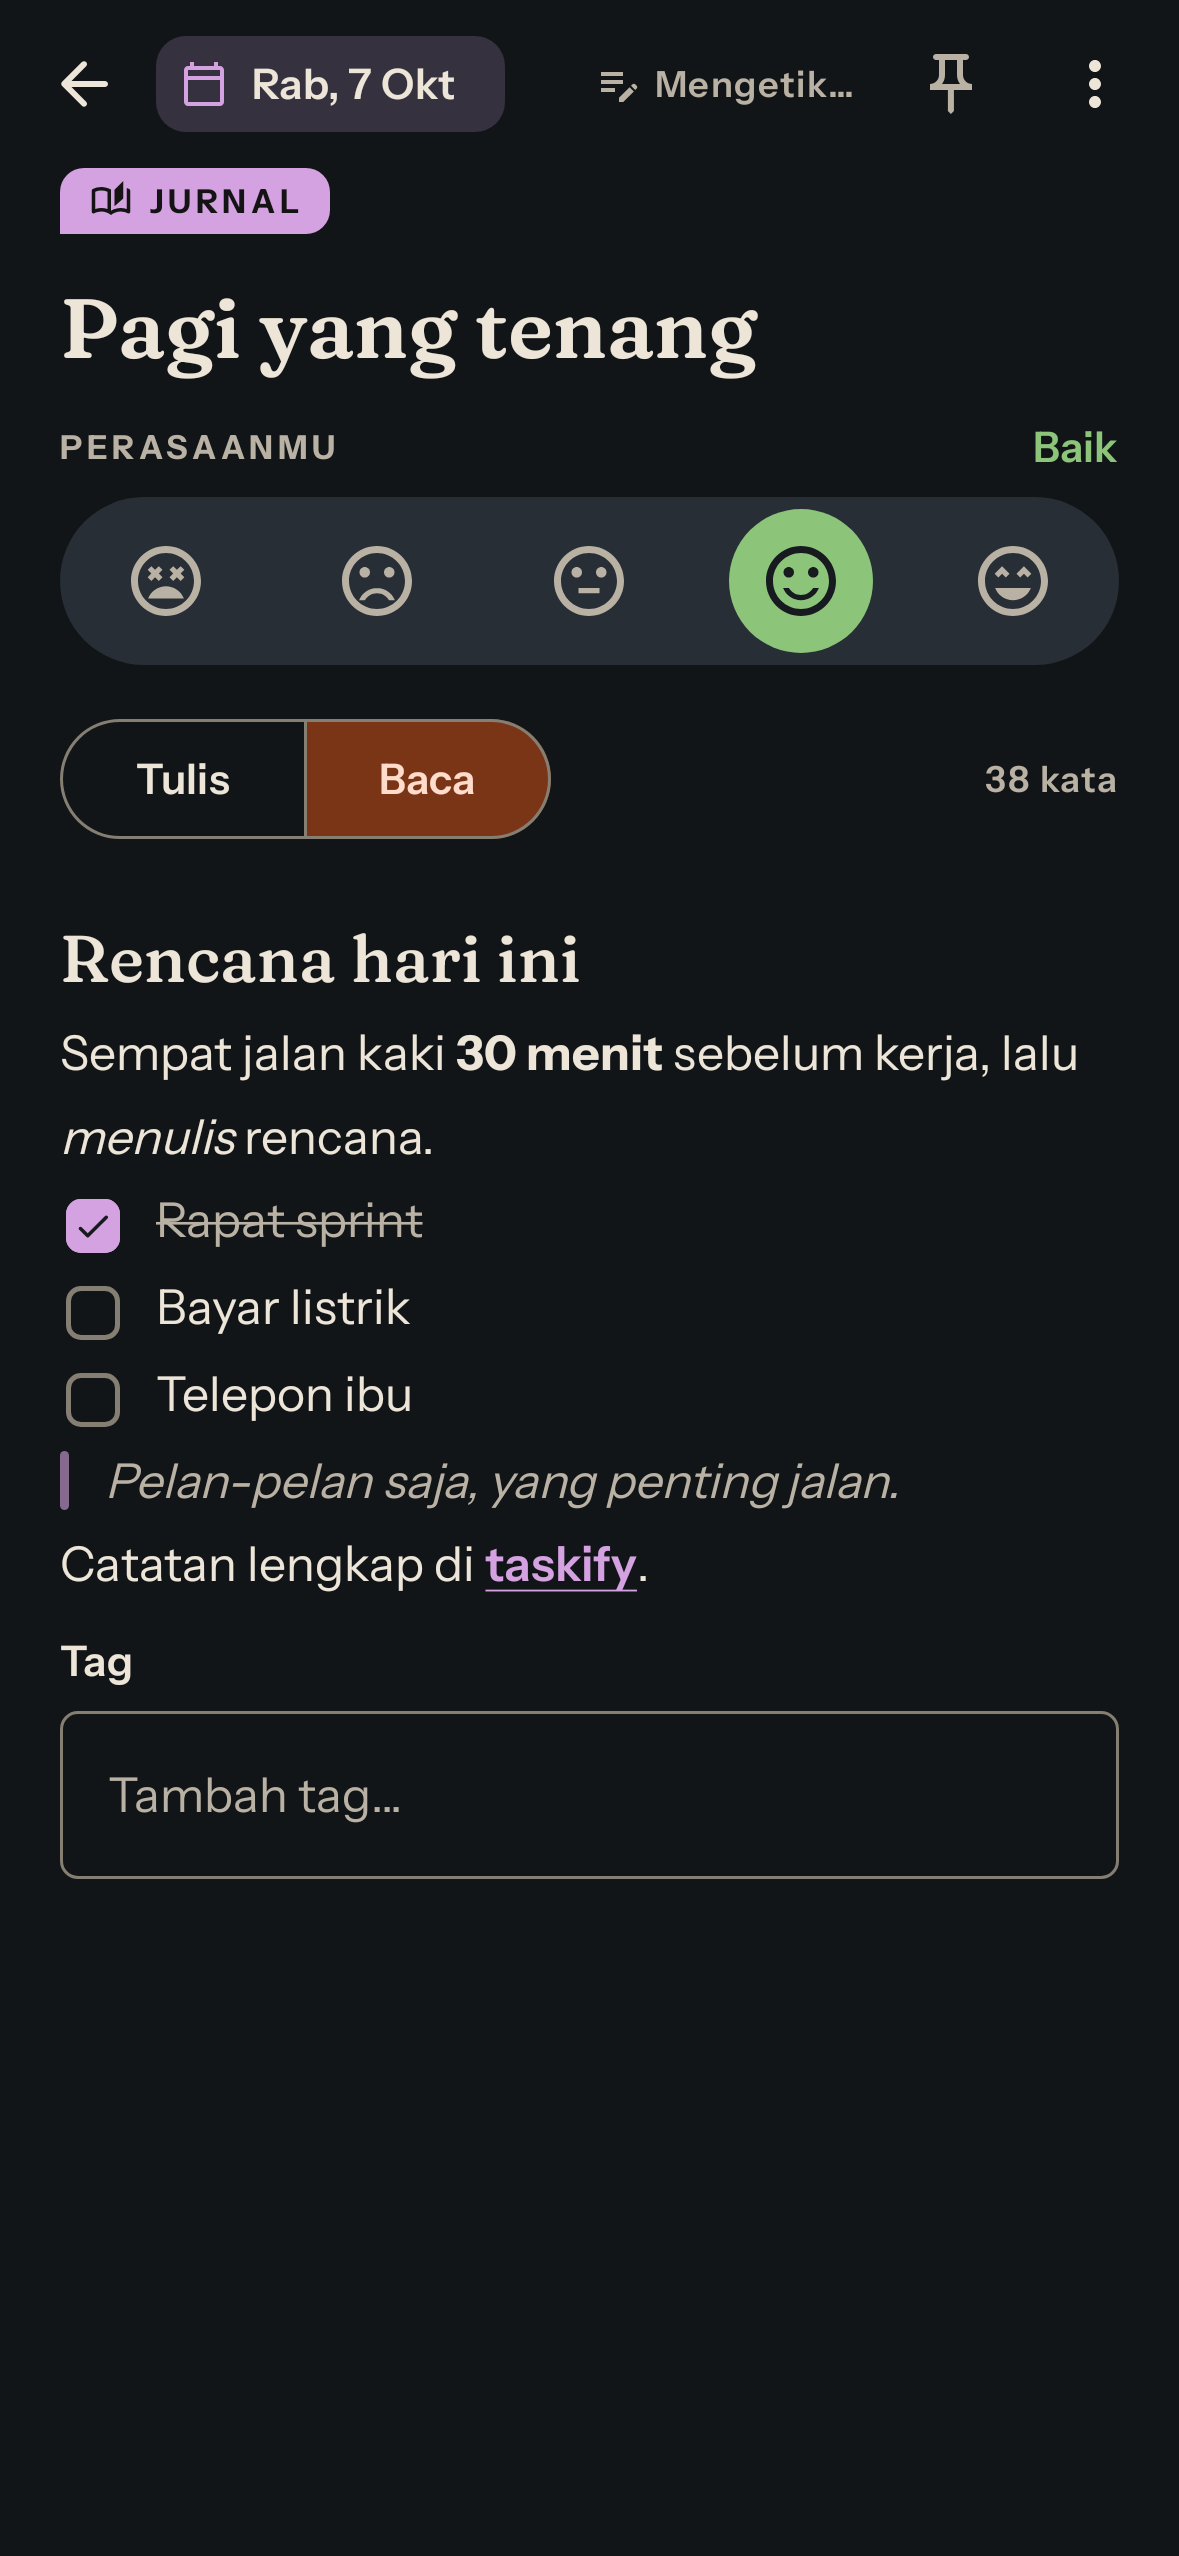 Rab, 7 Okt
Mengetik...
JURNAL
Pagi yang tenang
PERASAANMU
Baik
Tulis
Baca
38 kata
Rencana hari ini
Sempat jalan kaki 30 menit sebelum kerja, lalu
menulis rencana.
Rapat sprint
Bayar listrik
Telepon ibu
Pelan-pelan saja, yang penting jalan.
Catatan lengkap di taskify.
Tag
Tambah tag...